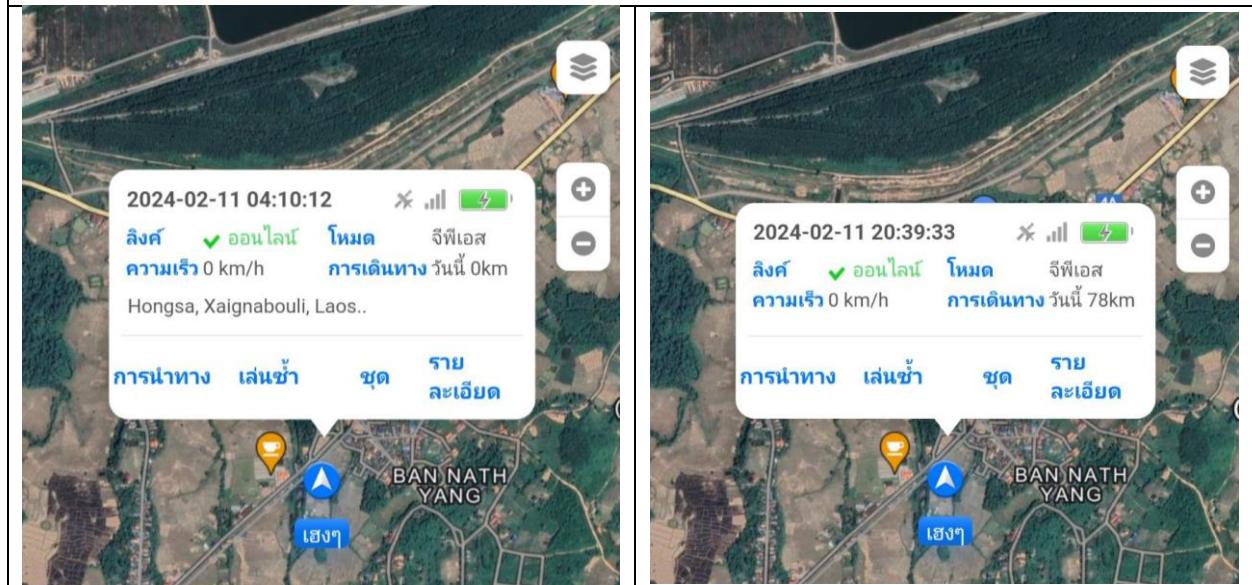 2024-02-11 04:10:12
ลิงค์ ออนไลน์ โหมด จีพีเอส
ความเร็ว 0 km/h การเดินทาง วันนี้ 0km
Hongsa, Xaignabouli, Laos..
การนำทาง เล่นซ้ำ ชุด ราย
ละเอียด
BAN NATH
YANG
เฮงๆ
2024-02-11 20:39:33
ลิงค์ ออนไลน์ โหมด จีพีเอส
ความเร็ว 0 km/h การเดินทาง วันนี้ 78km
การนำทาง เล่นซ้ำ ชุด ราย
ละเอียด
BAN NATH
YANG
เฮงๆ